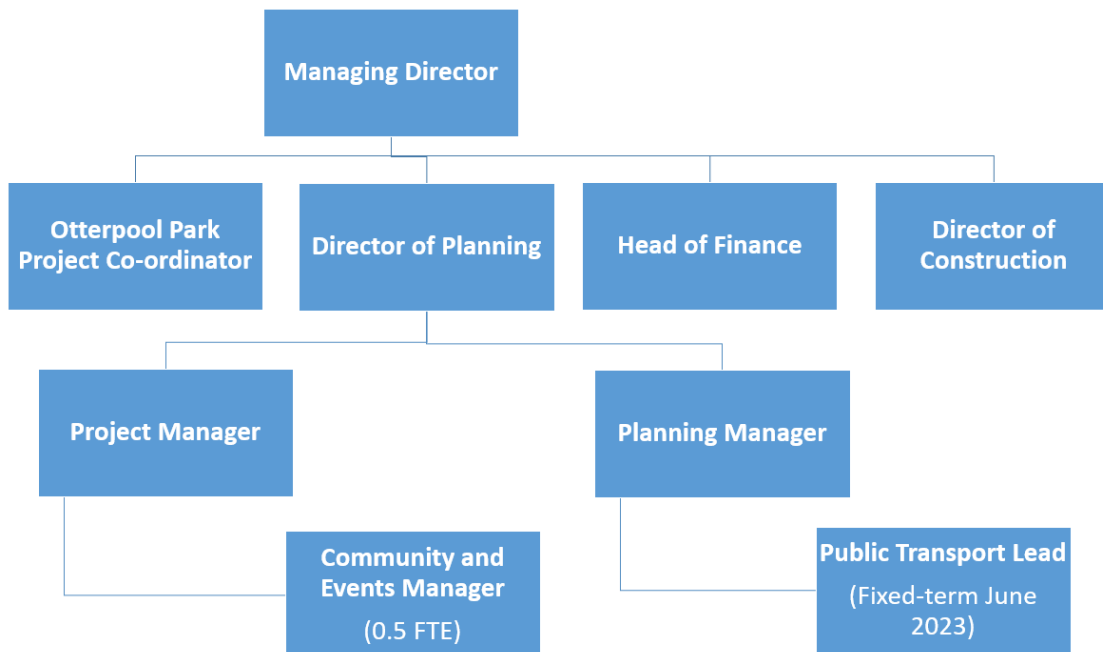 Managing Director
Otterpool Park
Project Co-ordinator
Director of Planning
Head of Finance
Director of
Construction
Project Manager
Planning Manager
Community and
Events Manager
(0.5 FTE)
Public Transport Lead
(Fixed-term June
2023)